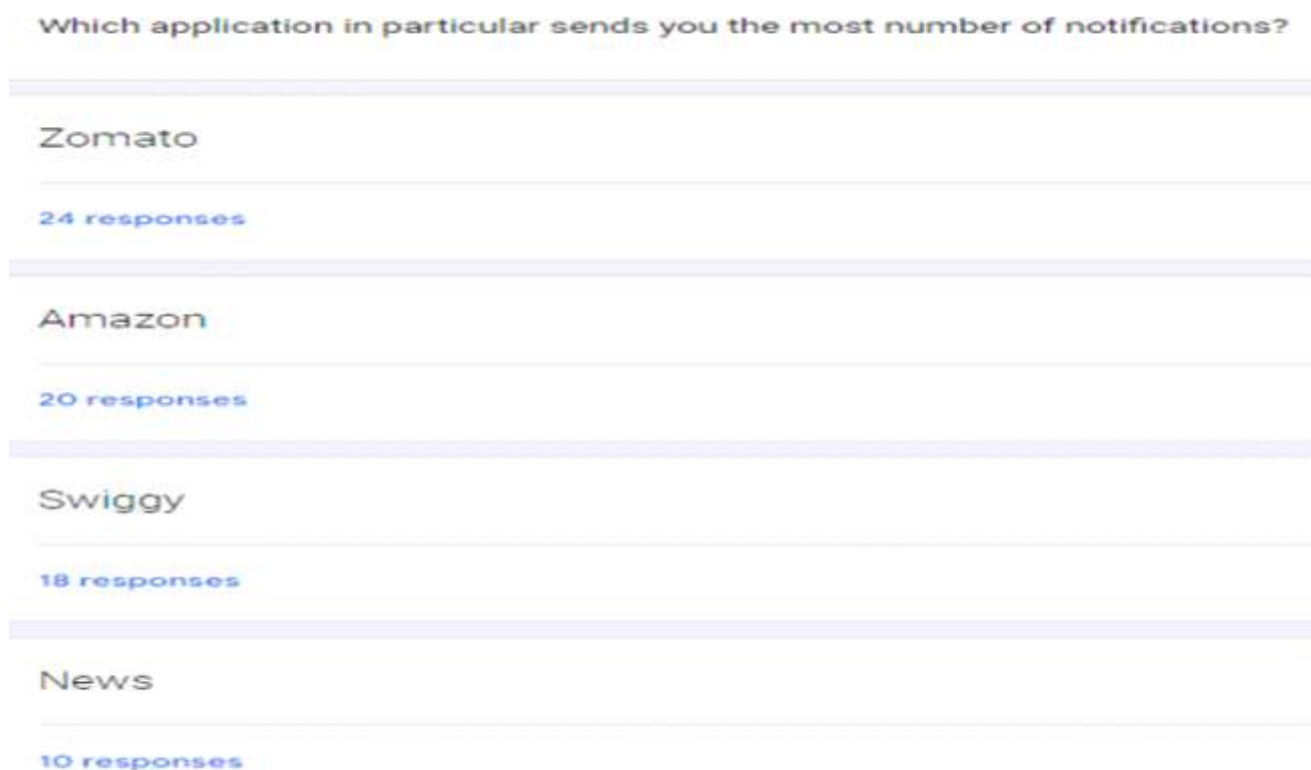 Which application in particular sends you the most number of notifications?
Zomato
24 responses
Amazon
20 responses
Swiggy
18 responses
News
10 responses